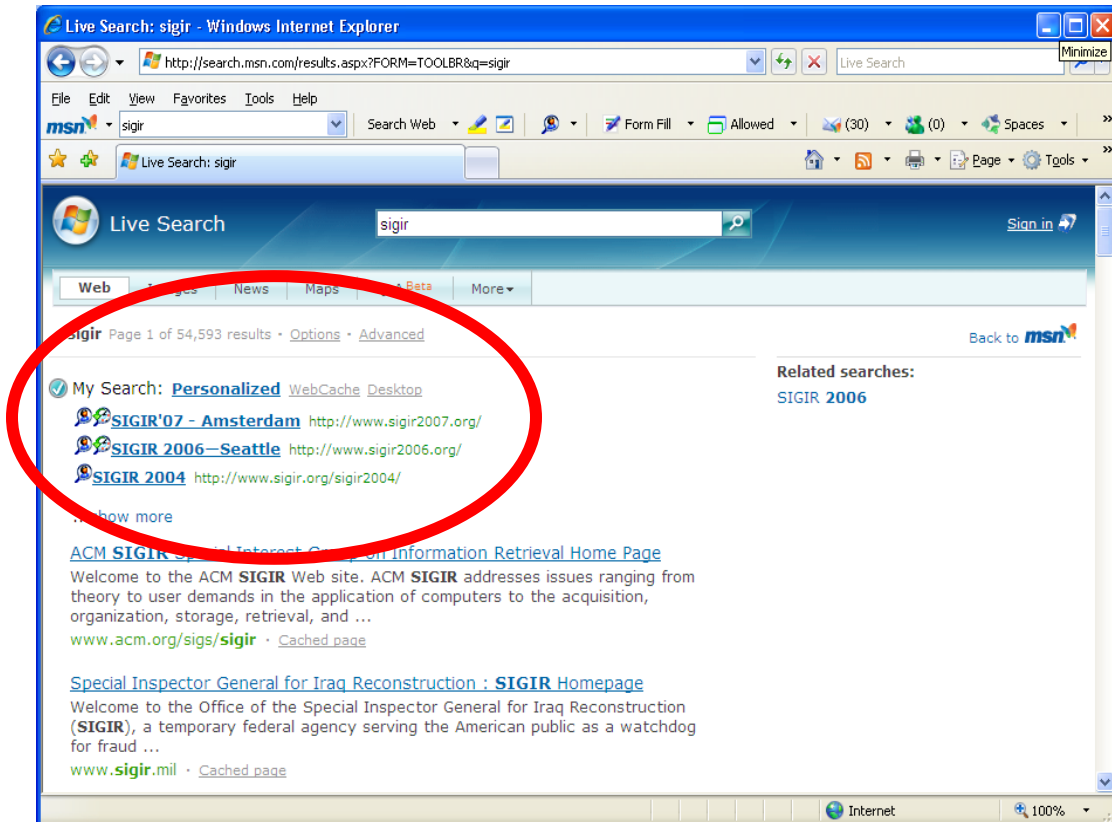 Live Search: sigir - Windows Internet Explorer
http://search.msn.com/results.aspx?FORM=TOOLBR&q=sigir
Live Search
Minimize
File Edit View Favorites Tools Help
msn sigir Search Web Form Fill Allowed (30) (0) Spaces »
Live Search: sigir Page Tools »
Live Search sigir Sign in
Web News Maps Beta More
sigir Page 1 of 54,593 results · Options · Advanced
Back to msn
My Search: Personalized WebCache Desktop
SIGIR'07 - Amsterdam http://www.sigir2007.org/
SIGIR 2006—Seattle http://www.sigir2006.org/
SIGIR 2004 http://www.sigir.org/sigir2004/
show more
Related searches:
SIGIR 2006
ACM SIGIR Special Interest Group on Information Retrieval Home Page
Welcome to the ACM SIGIR Web site. ACM SIGIR addresses issues ranging from
theory to user demands in the application of computers to the acquisition,
organization, storage, retrieval, and ...
www.acm.org/sigs/sigir · Cached page
Special Inspector General for Iraq Reconstruction : SIGIR Homepage
Welcome to the Office of the Special Inspector General for Iraq Reconstruction
(SIGIR), a temporary federal agency serving the American public as a watchdog
for fraud ...
www.sigir.mil · Cached page
Internet 100%